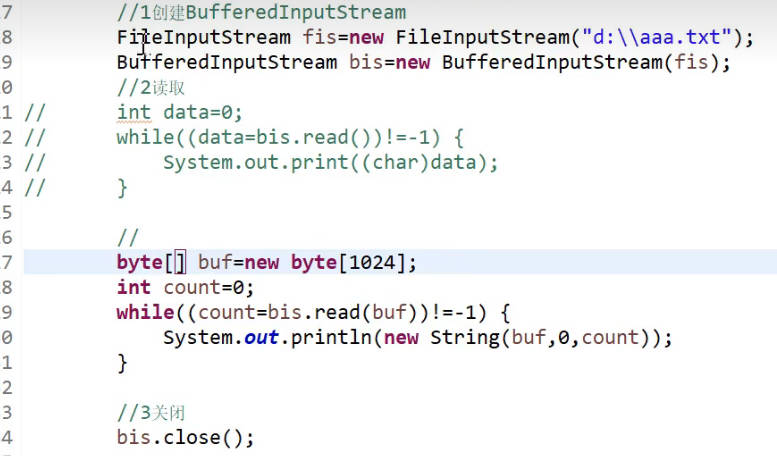 7 //1创建BufferedInputStream
8 FileInputStream fis=new FileInputStream("d:\\aaa.txt");
9 BufferedInputStream bis=new BufferedInputStream(fis);
0 //2读取
1 // int data=0;
2 // while((data=bis.read())!=-1) {
3 // System.out.print((char)data);
4 // }
5
6 //
7 byte[] buf=new byte[1024];
8 int count=0;
9 while((count=bis.read(buf))!=-1) {
0 System.out.println(new String(buf,0,count));
1 }
2
3 //3关闭
4 bis.close();